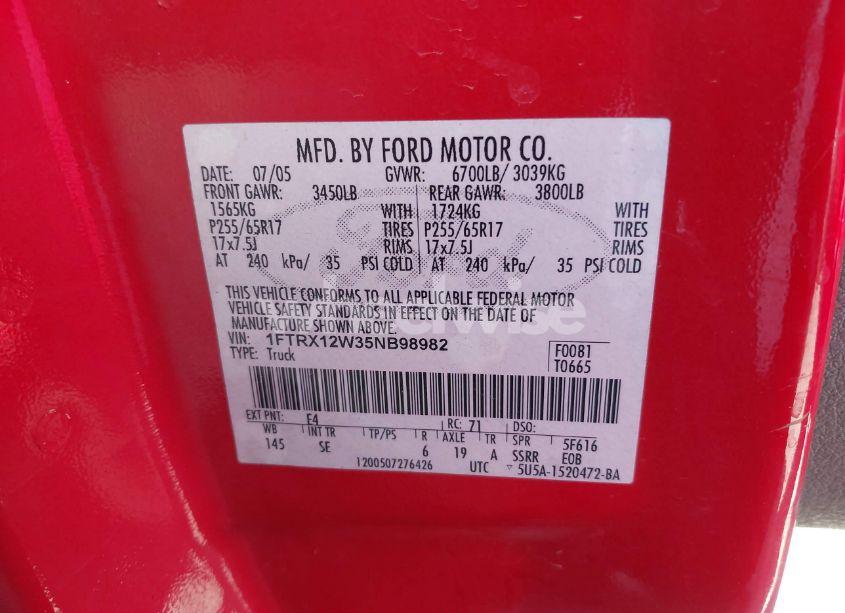 MFD. BY FORD MOTOR CO.
DATE: 07/05 GVWR: 6700LB/ 3039KG
FRONT GAWR: 3450LB REAR GAWR: 3800LB
1565KG WITH 1724KG WITH
P255/65R17 TIRES P255/65R17 TIRES
17x7.5J RIMS 17x7.5J RIMS
AT 240 kPa/ 35 PSI COLD AT 240 kPa/ 35 PSI COLD
THIS VEHICLE CONFORMS TO ALL APPLICABLE FEDERAL MOTOR
VEHICLE SAFETY STANDARDS IN EFFECT ON THE DATE OF
MANUFACTURE SHOWN ABOVE.
VIN: 1FTRX12W35NB98982 F0081
TYPE: Truck T0665
EXT PNT: E4 RC: 71 DSO:
WB INT TR TP/PS R AXLE TR SPR 5F616
145 SE 6 19 A SSRR EOB
1200507276426 UTC 5U5A-1520472-BA